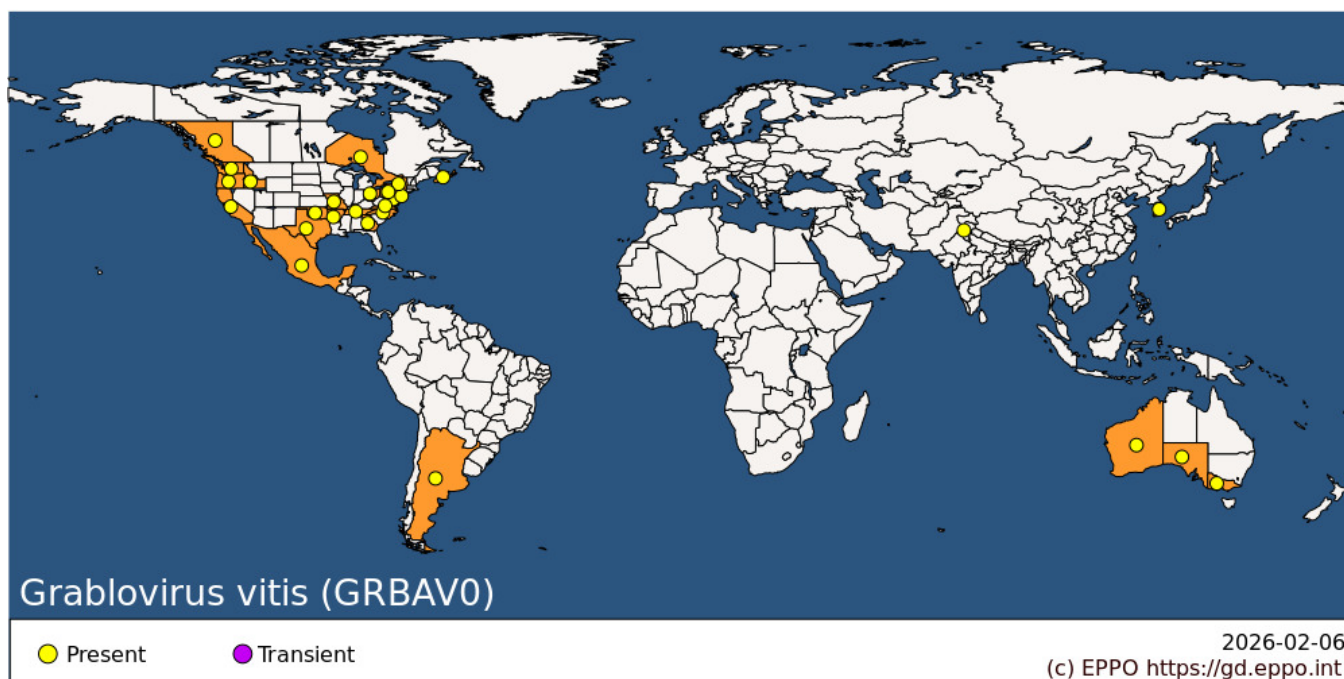 Grablovirus vitis (GRBAV0)
Present
Transient
2026-02-06
(c) EPPO https://gd.eppo.int